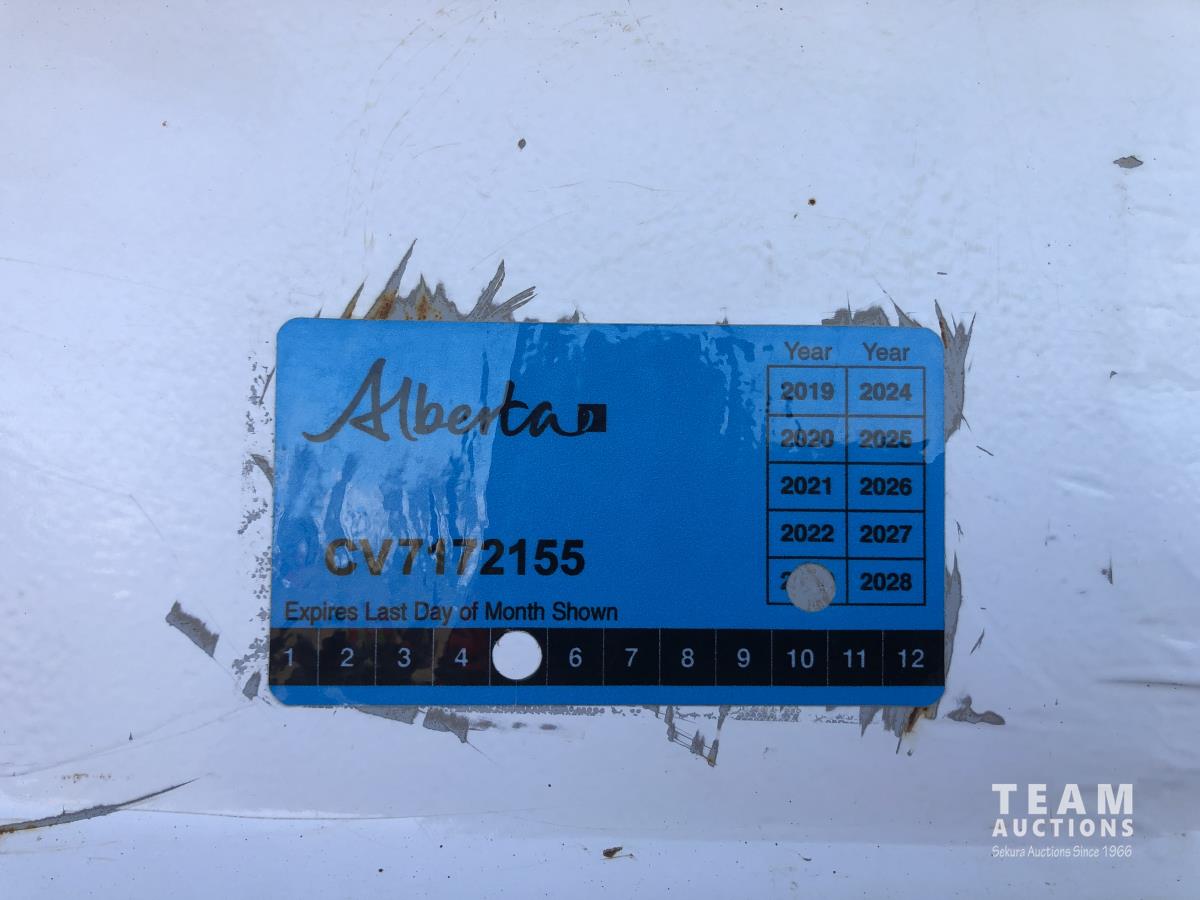 Alberta
Year Year
2019 2024
2020 2025
2021 2026
CV7172155
2022 2027
2028
Expires Last Day of Month Shown
1 2 3 4 6 7 8 9 10 11 12
TEAM
AUCTIONS
Sekura Auctions Since 1966